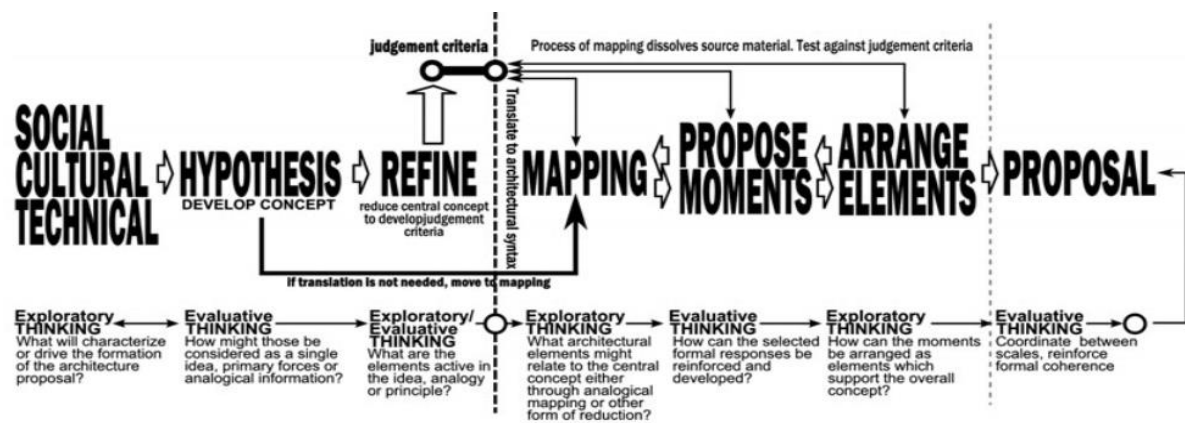 judgement criteria
Process of mapping dissolves source material. Test against judgement criteria
Translate to architectural syntax
SOCIAL
CULTURAL
TECHNICAL
HYPOTHESIS
DEVELOP CONCEPT
REFINE
reduce central concept
to developjudgement
criteria
MAPPING
PROPOSE
MOMENTS
ARRANGE
ELEMENTS
PROPOSAL
if translation is not needed, move to mapping
Exploratory
THINKING
What will characterize
or drive the formation
of the architecture
proposal?
Evaluative
THINKING
How might those be
considered as a single
idea, primary forces or
analogical information?
Exploratory/
Evaluative
THINKING
What are the
elements active in
the idea, analogy
or principle?
Exploratory
THINKING
What architectural
elements might
relate to the central
concept either
through analogical
mapping or other
form of reduction?
Evaluative
THINKING
How can the selected
formal responses be
reinforced and
developed?
Exploratory
THINKING
How can the moments
be arranged as
elements which
support the overall
concept?
Evaluative
THINKING
Coordinate between
scales, reinforce
formal coherence